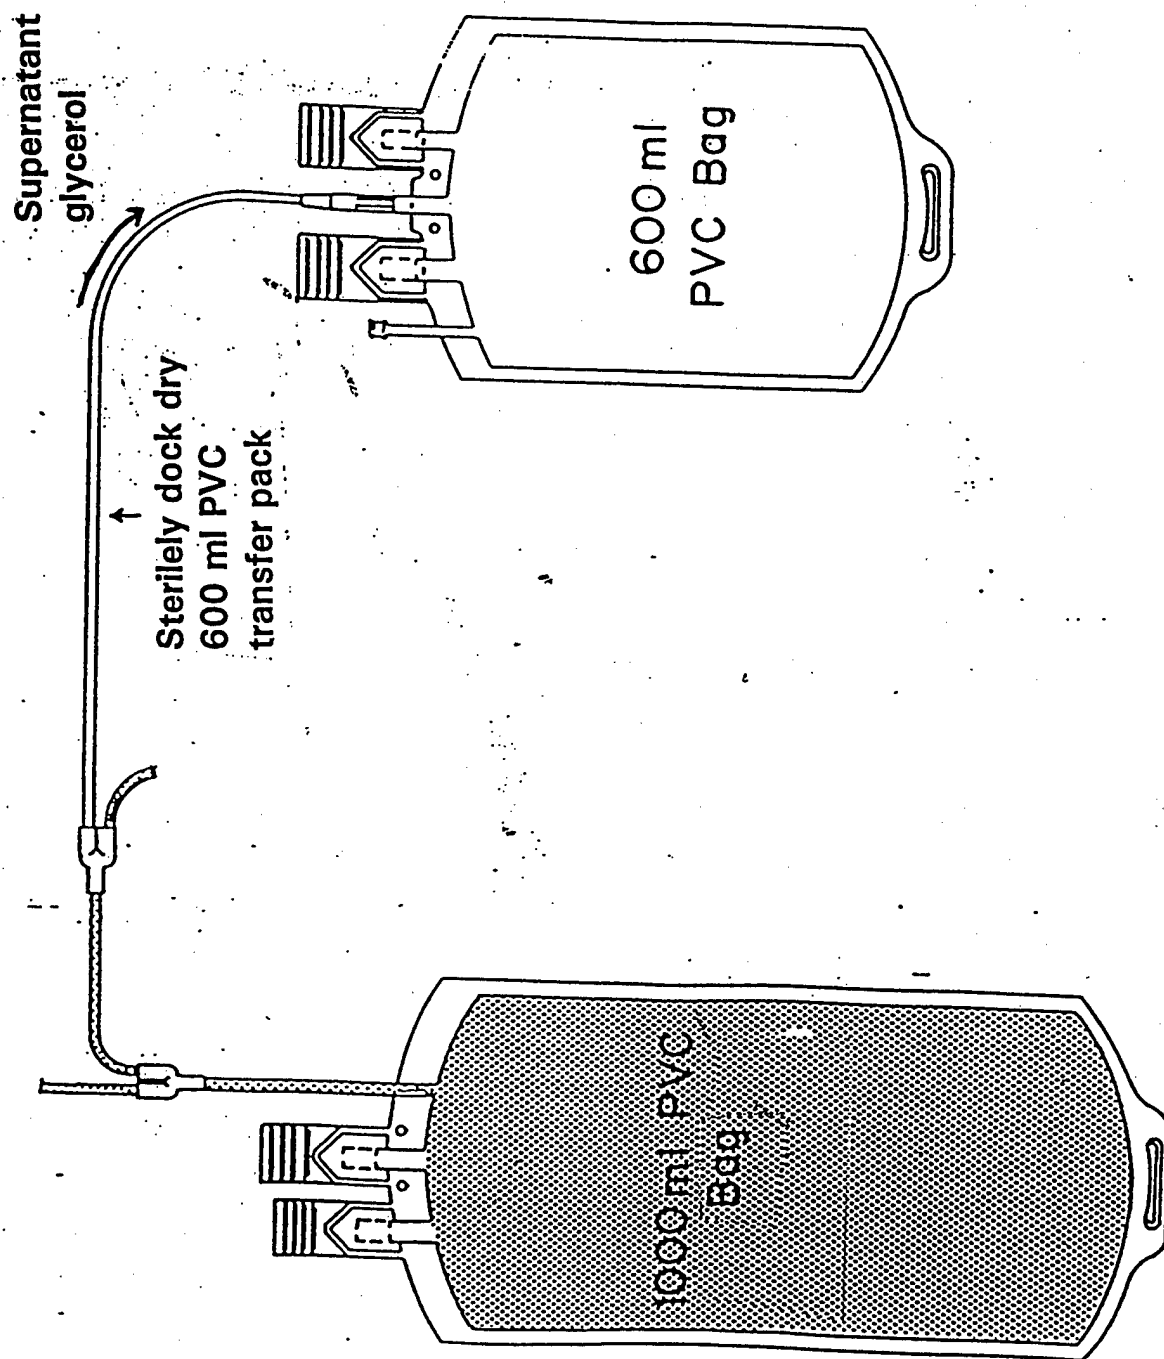 Supernatant
glycerol
Sterilely dock dry
600 ml PVC
transfer pack
600 ml
PVC Bag
1000 ml PVC
Bag